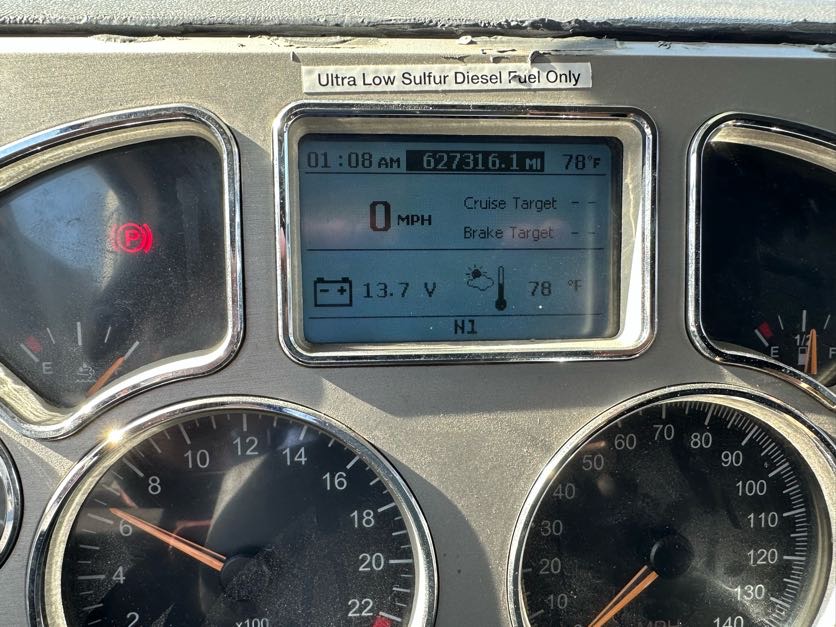 Ultra Low Sulfur Diesel Fuel Only
01:08 AM 627316.1 MI 78°F
0 MPH
Cruise Target - -
Brake Target - -
13.7 V 78 °F
N1
P
E
E 1/2 F
2 4 6 8 10 12 14 16 18 20 22
x100
10 20 30 40 50 60 70 80 90 100 110 120 130 140
MPH